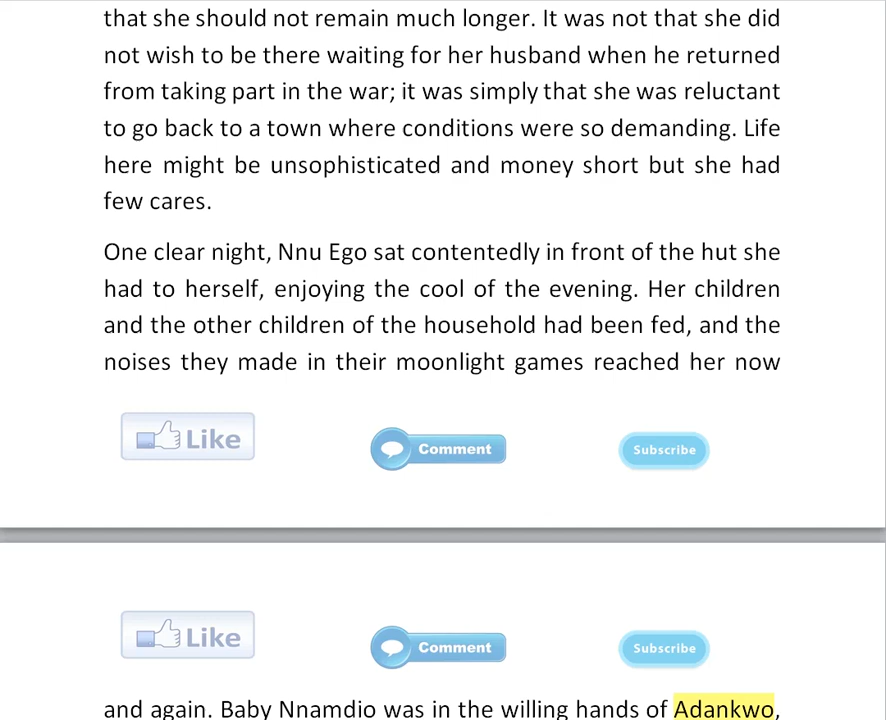 that she should not remain much longer. It was not that she did
not wish to be there waiting for her husband when he returned
from taking part in the war; it was simply that she was reluctant
to go back to a town where conditions were so demanding. Life
here might be unsophisticated and money short but she had
few cares.
One clear night, Nnu Ego sat contentedly in front of the hut she
had to herself, enjoying the cool of the evening. Her children
and the other children of the household had been fed, and the
noises they made in their moonlight games reached her now
Like Comment Subscribe
Like Comment Subscribe
and again. Baby Nnamdio was in the willing hands of Adankwo,